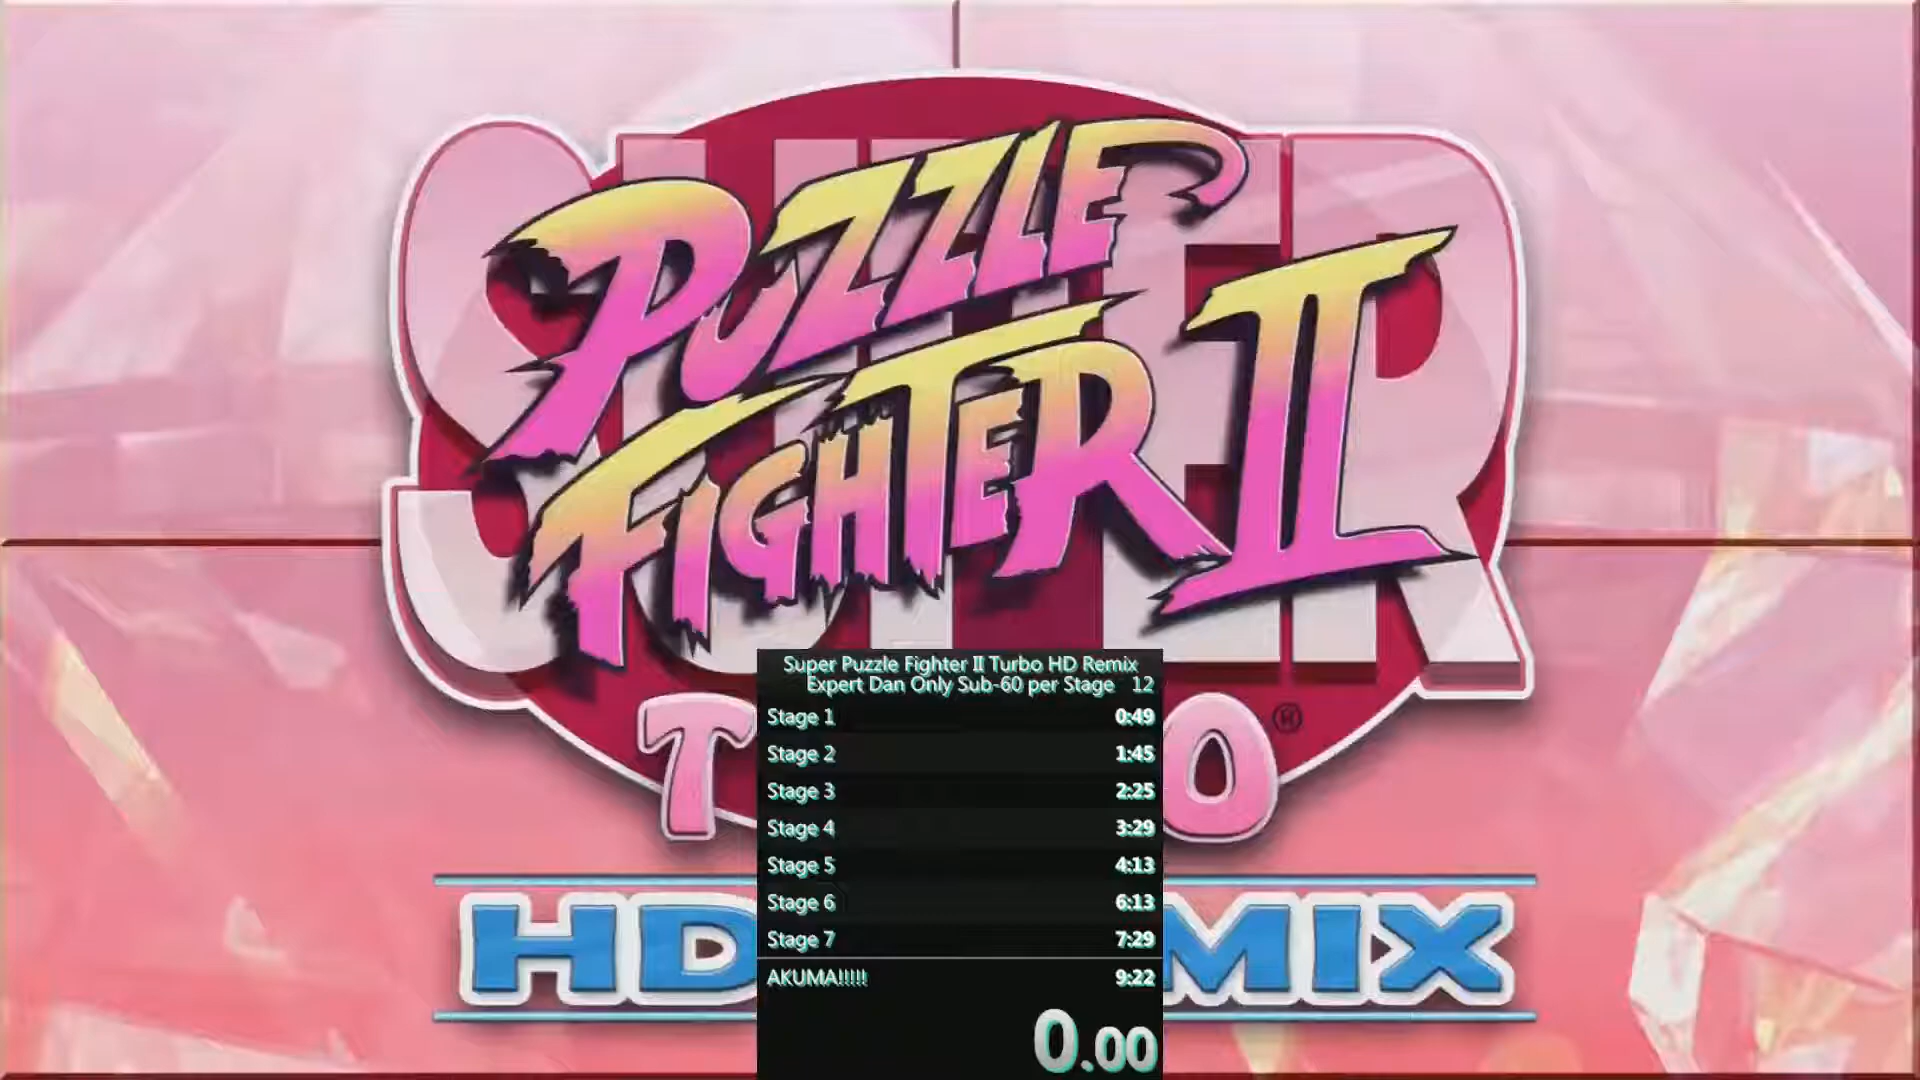 SUPER
PUZZLE
FIGHTER II
HD
MIX
®
Super Puzzle Fighter II Turbo HD Remix
Expert Dan Only Sub-60 per Stage 12
Stage 1 0:49
Stage 2 1:45
Stage 3 2:25
Stage 4 3:29
Stage 5 4:13
Stage 6 6:13
Stage 7 7:29
AKUMA!!!!! 9:22
0.00